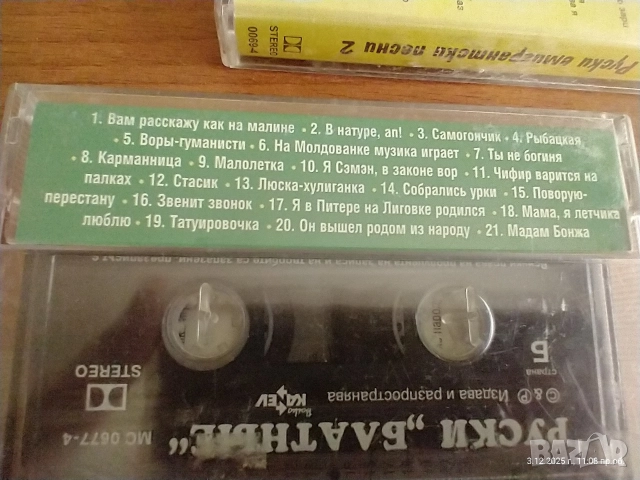 Руски емигрантски песни 2
STEREO
0069-4
1. Вам расскажу как на малине • 2. В натуре, ап! • 3. Самогончик • 4. Рыбацкая
• 5. Воры-гуманисти • 6. На Молдованке музика играет • 7. Ты не богиня
• 8. Карманница • 9. Малолетка • 10. Я Сэмэн, в законе вор • 11. Чифир варится на
палках • 12. Стасик • 13. Люска-хулиганка • 14. Собрались урки • 15. Поворую-
перестану • 16. Звенит звонок • 17. Я в Питере на Лиговке родился • 18. Мама, я летчика
люблю • 19. Татуировочка • 20. Он вышел родом из народу • 21. Мадам Бонжа
страна
Б
© & ℗ Издава и разпространява
KANEV
STEREO
MC 0677-4
РУСКИ „БЛАТНЫЕ“
BAZAR
3.12.2025 г.